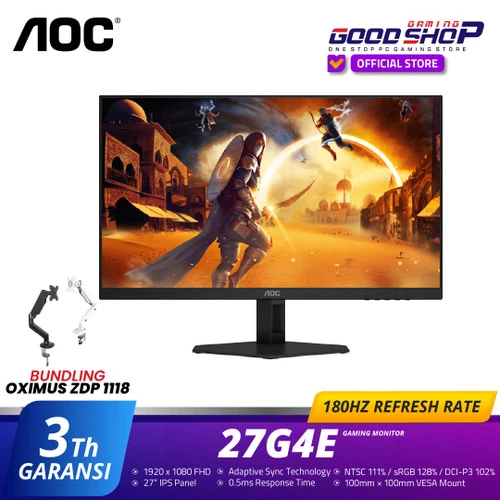 AOC®
GAMING
GOODSHOP
ONE STOP PC GAMING STORE
OFFICIAL STORE
AOC
BUNDLING
OXIMUS ZDP 1118
180HZ REFRESH RATE
3Th
GARANSI
27G4E GAMING MONITOR
1920 x 1080 FHD
27" IPS Panel
Adaptive Sync Technology
0.5ms Response Time
NTSC 111% / sRGB 128% / DCI-P3 102%
100mm x 100mm VESA Mount